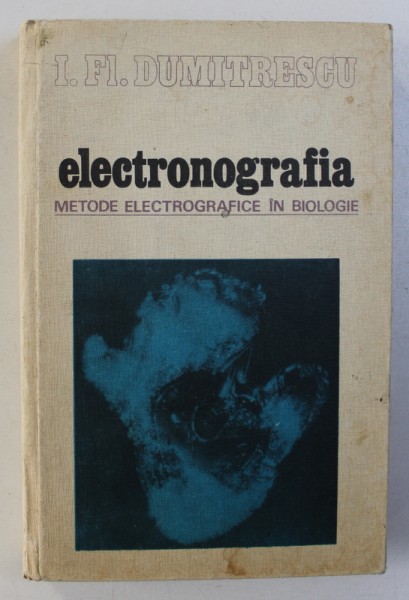 I. Fl. DUMITRESCU
electronografia
METODE ELECTROGRAFICE ÎN BIOLOGIE